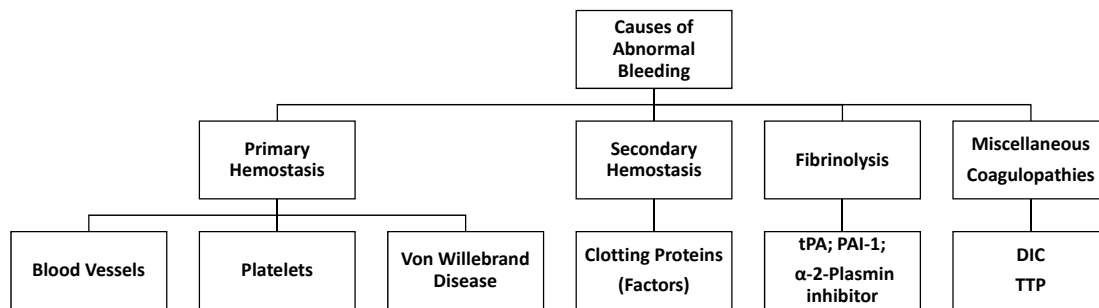 Causes of
Abnormal
Bleeding
Primary
Hemostasis
Secondary
Hemostasis
Fibrinolysis
Miscellaneous
Coagulopathies
Blood Vessels
Platelets
Von Willebrand
Disease
Clotting Proteins
(Factors)
tPA; PAI-1;
α-2-Plasmin
inhibitor
DIC
TTP